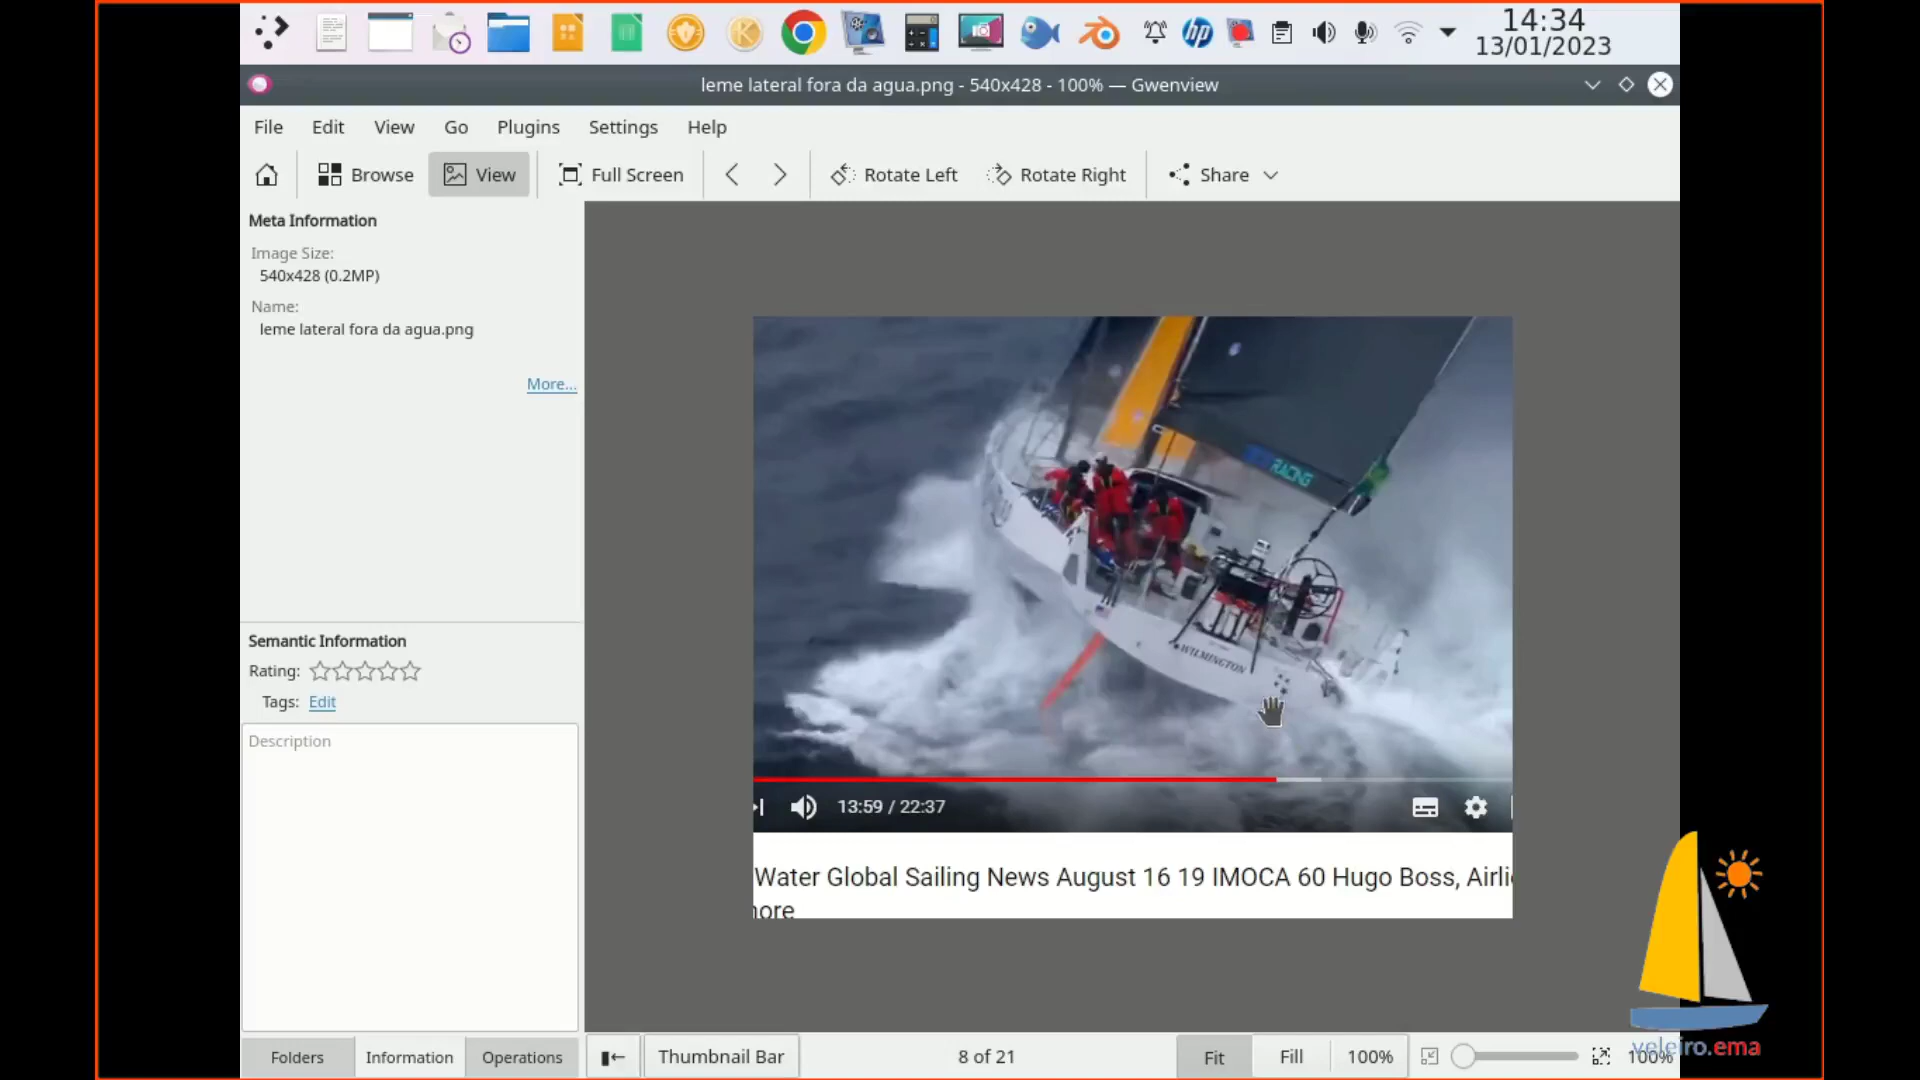 14:34
13/01/2023
leme lateral fora da agua.png - 540x428 - 100% — Gwenview
File Edit View Go Plugins Settings Help
Browse View Full Screen Rotate Left Rotate Right Share
Meta Information
Image Size:
540x428 (0.2MP)
Name:
leme lateral fora da agua.png
More...
RACING
WILMINGTON
Semantic Information
Rating:
Tags: Edit
Description
13:59 / 22:37
Water Global Sailing News August 16 19 IMOCA 60 Hugo Boss, Airli
ore
veleiro.ema
Folders Information Operations Thumbnail Bar 8 of 21 Fit Fill 100% 100%